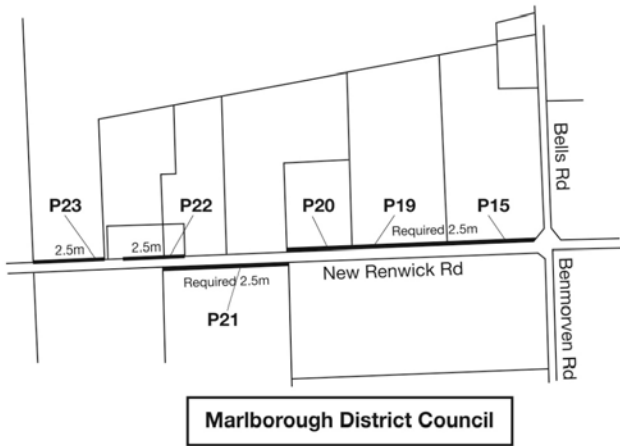 Bells Rd
P23
P22
P20
P19
P15
Required 2.5m
2.5m
2.5m
New Renwick Rd
Required 2.5m
P21
Benmorven Rd
Marlborough District Council